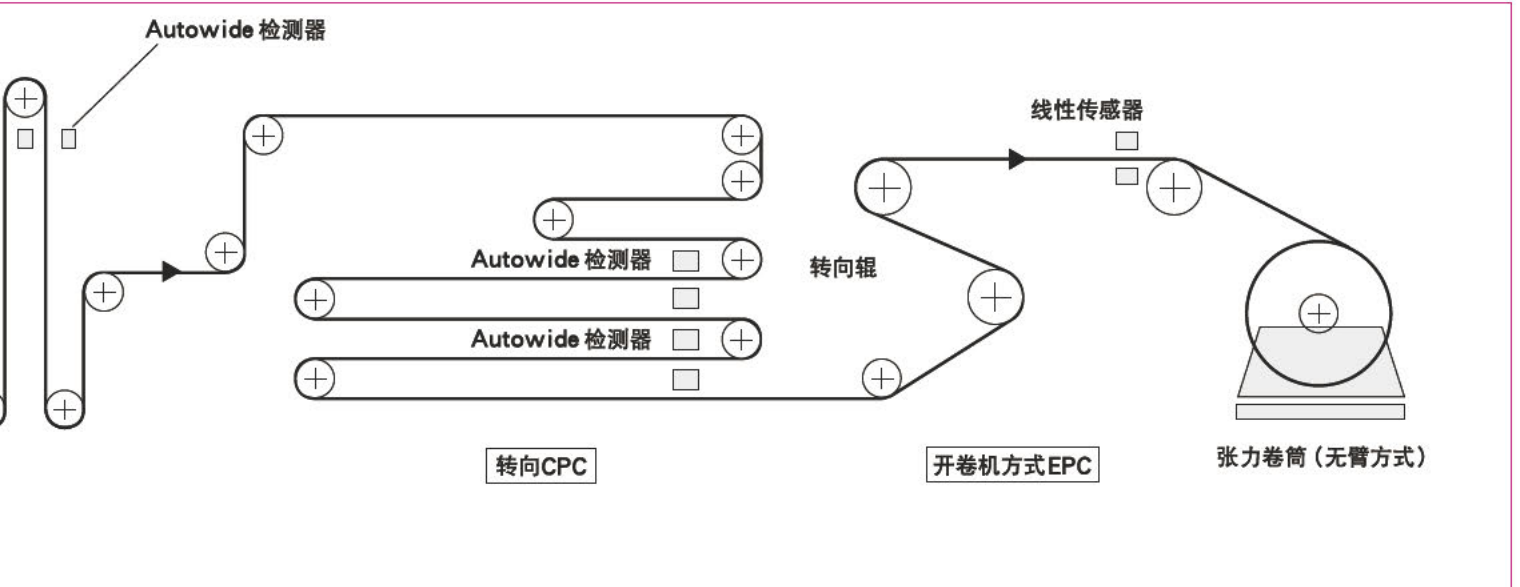 Autowide 检测器
线性传感器
Autowide 检测器
转向辊
Autowide 检测器
转向CPC
开卷机方式EPC
张力卷筒（无臂方式）